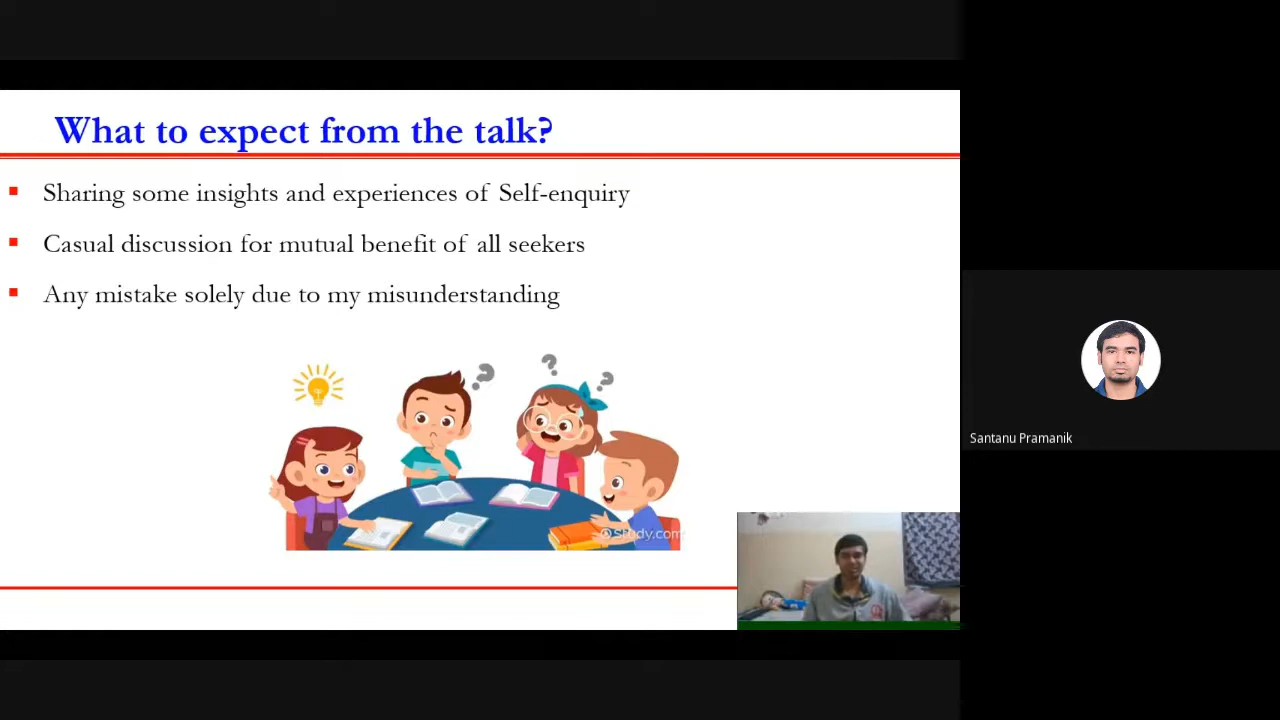 What to expect from the talk?
Sharing some insights and experiences of Self-enquiry
Casual discussion for mutual benefit of all seekers
Any mistake solely due to my misunderstanding
? ? ?
Study.com
Santanu Pramanik